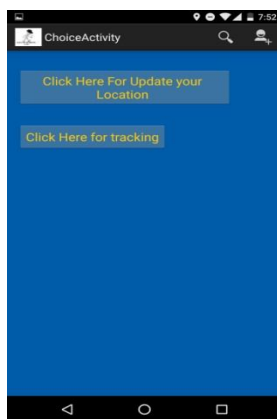 7:52
ChoiceActivity
Click Here For Update your
Location
Click Here for tracking